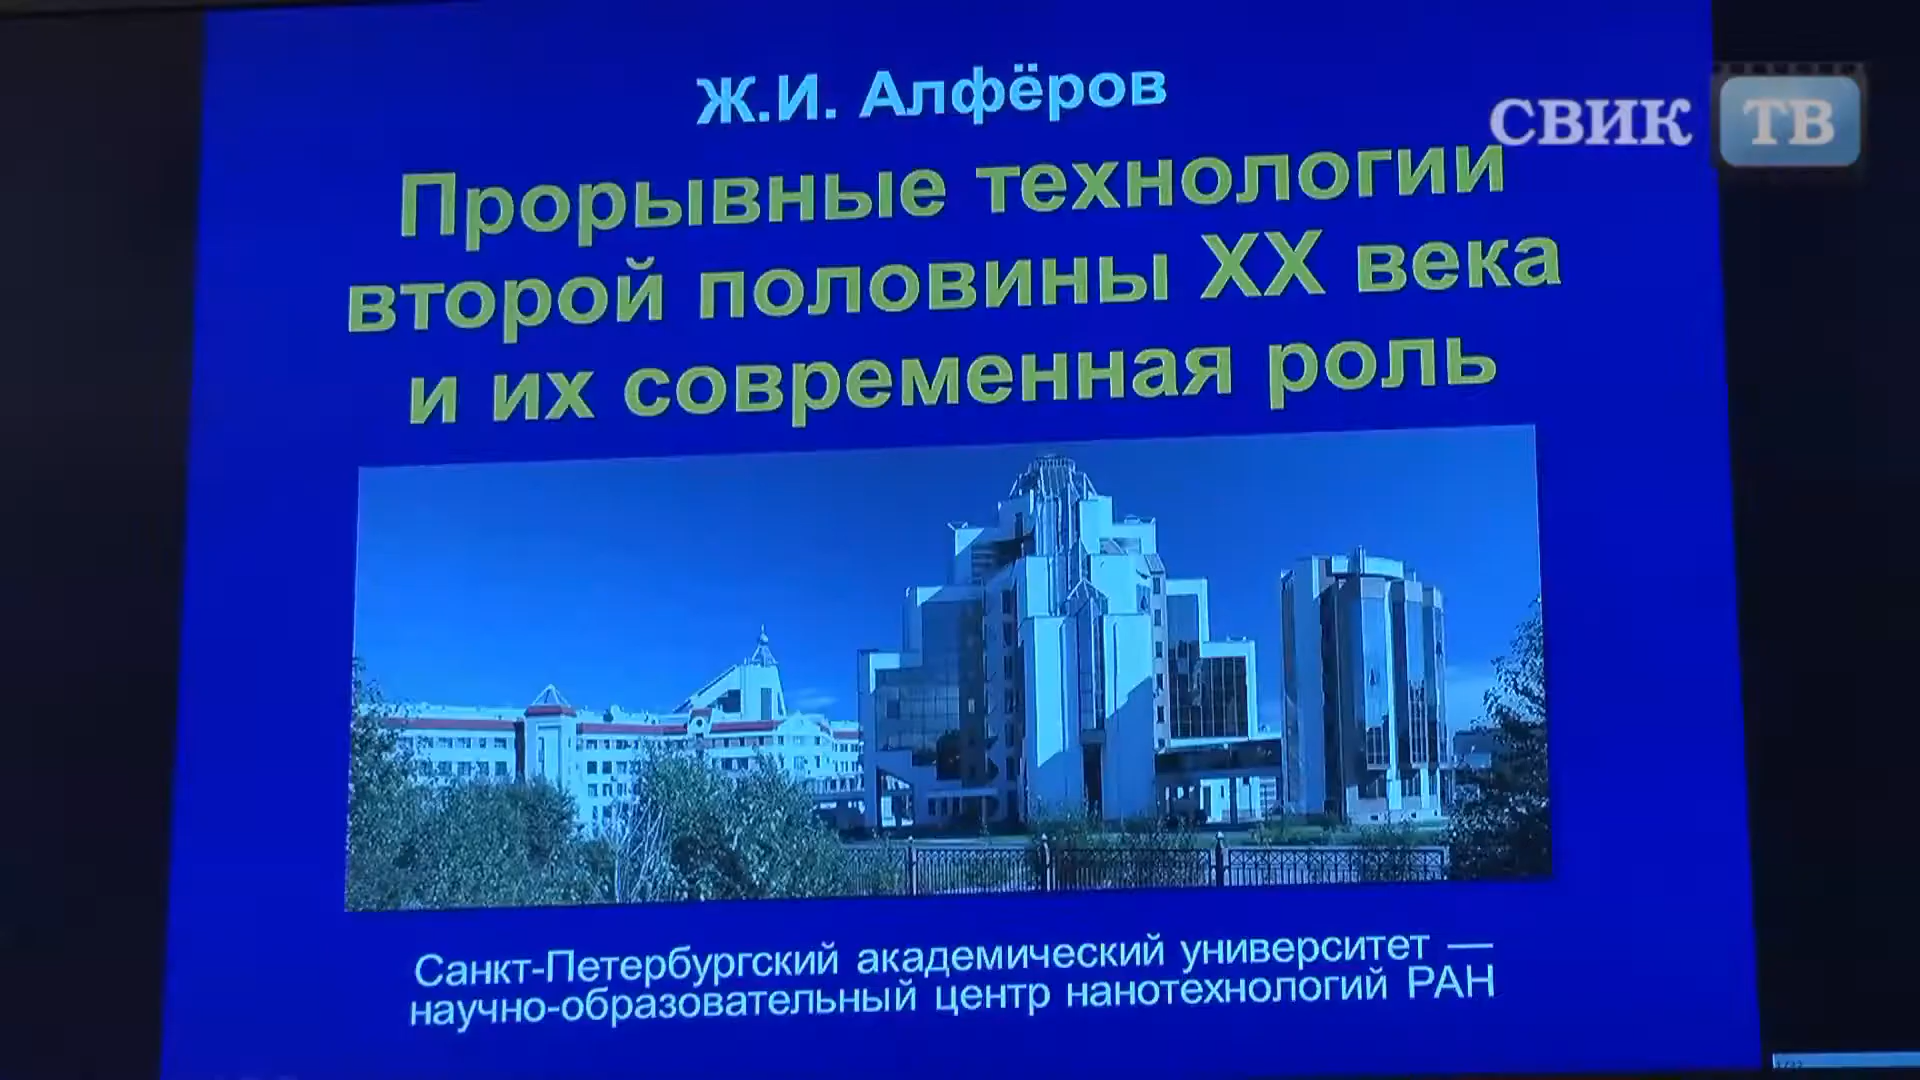 Ж.И. Алфёров
СВИК ТВ
Прорывные технологии
второй половины XX века
и их современная роль
Санкт-Петербургский академический университет —
научно-образовательный центр нанотехнологий РАН